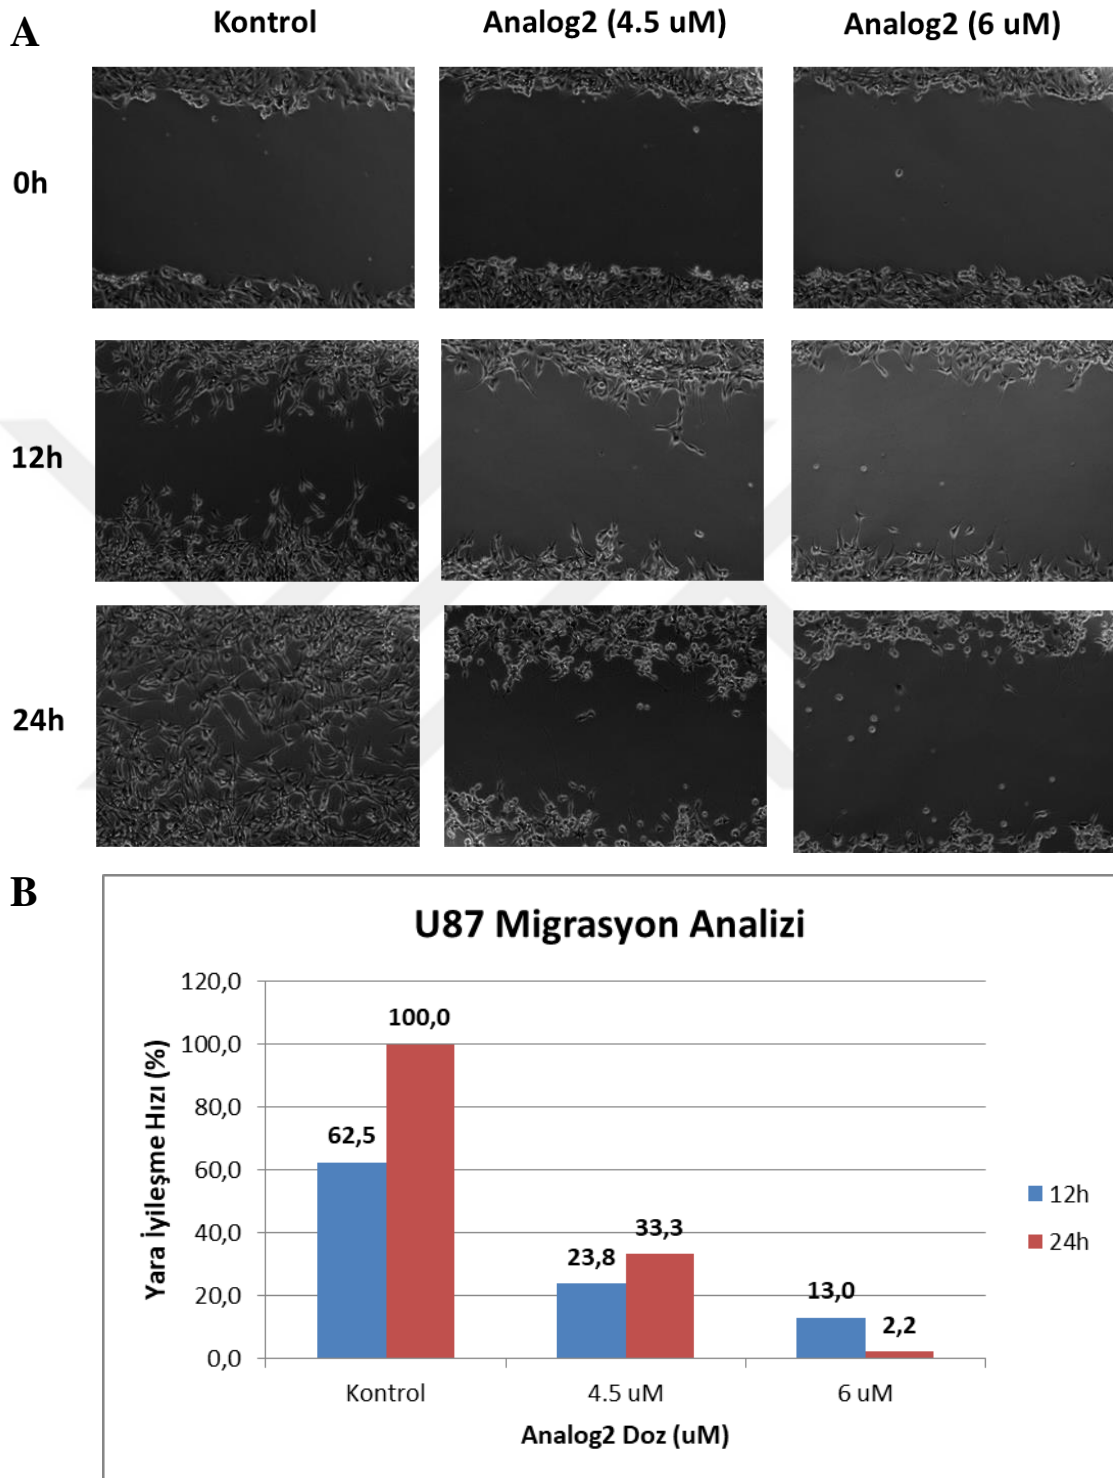 A
Kontrol
Analog2 (4.5 uM)
Analog2 (6 uM)
0h
12h
24h
B
U87 Migrasyon Analizi
Yara İyileşme Hızı (%)
120,0
100,0
80,0
60,0
40,0
20,0
0,0
62,5
100,0
23,8
33,3
13,0
2,2
12h
24h
Kontrol
4.5 uM
6 uM
Analog2 Doz (uM)